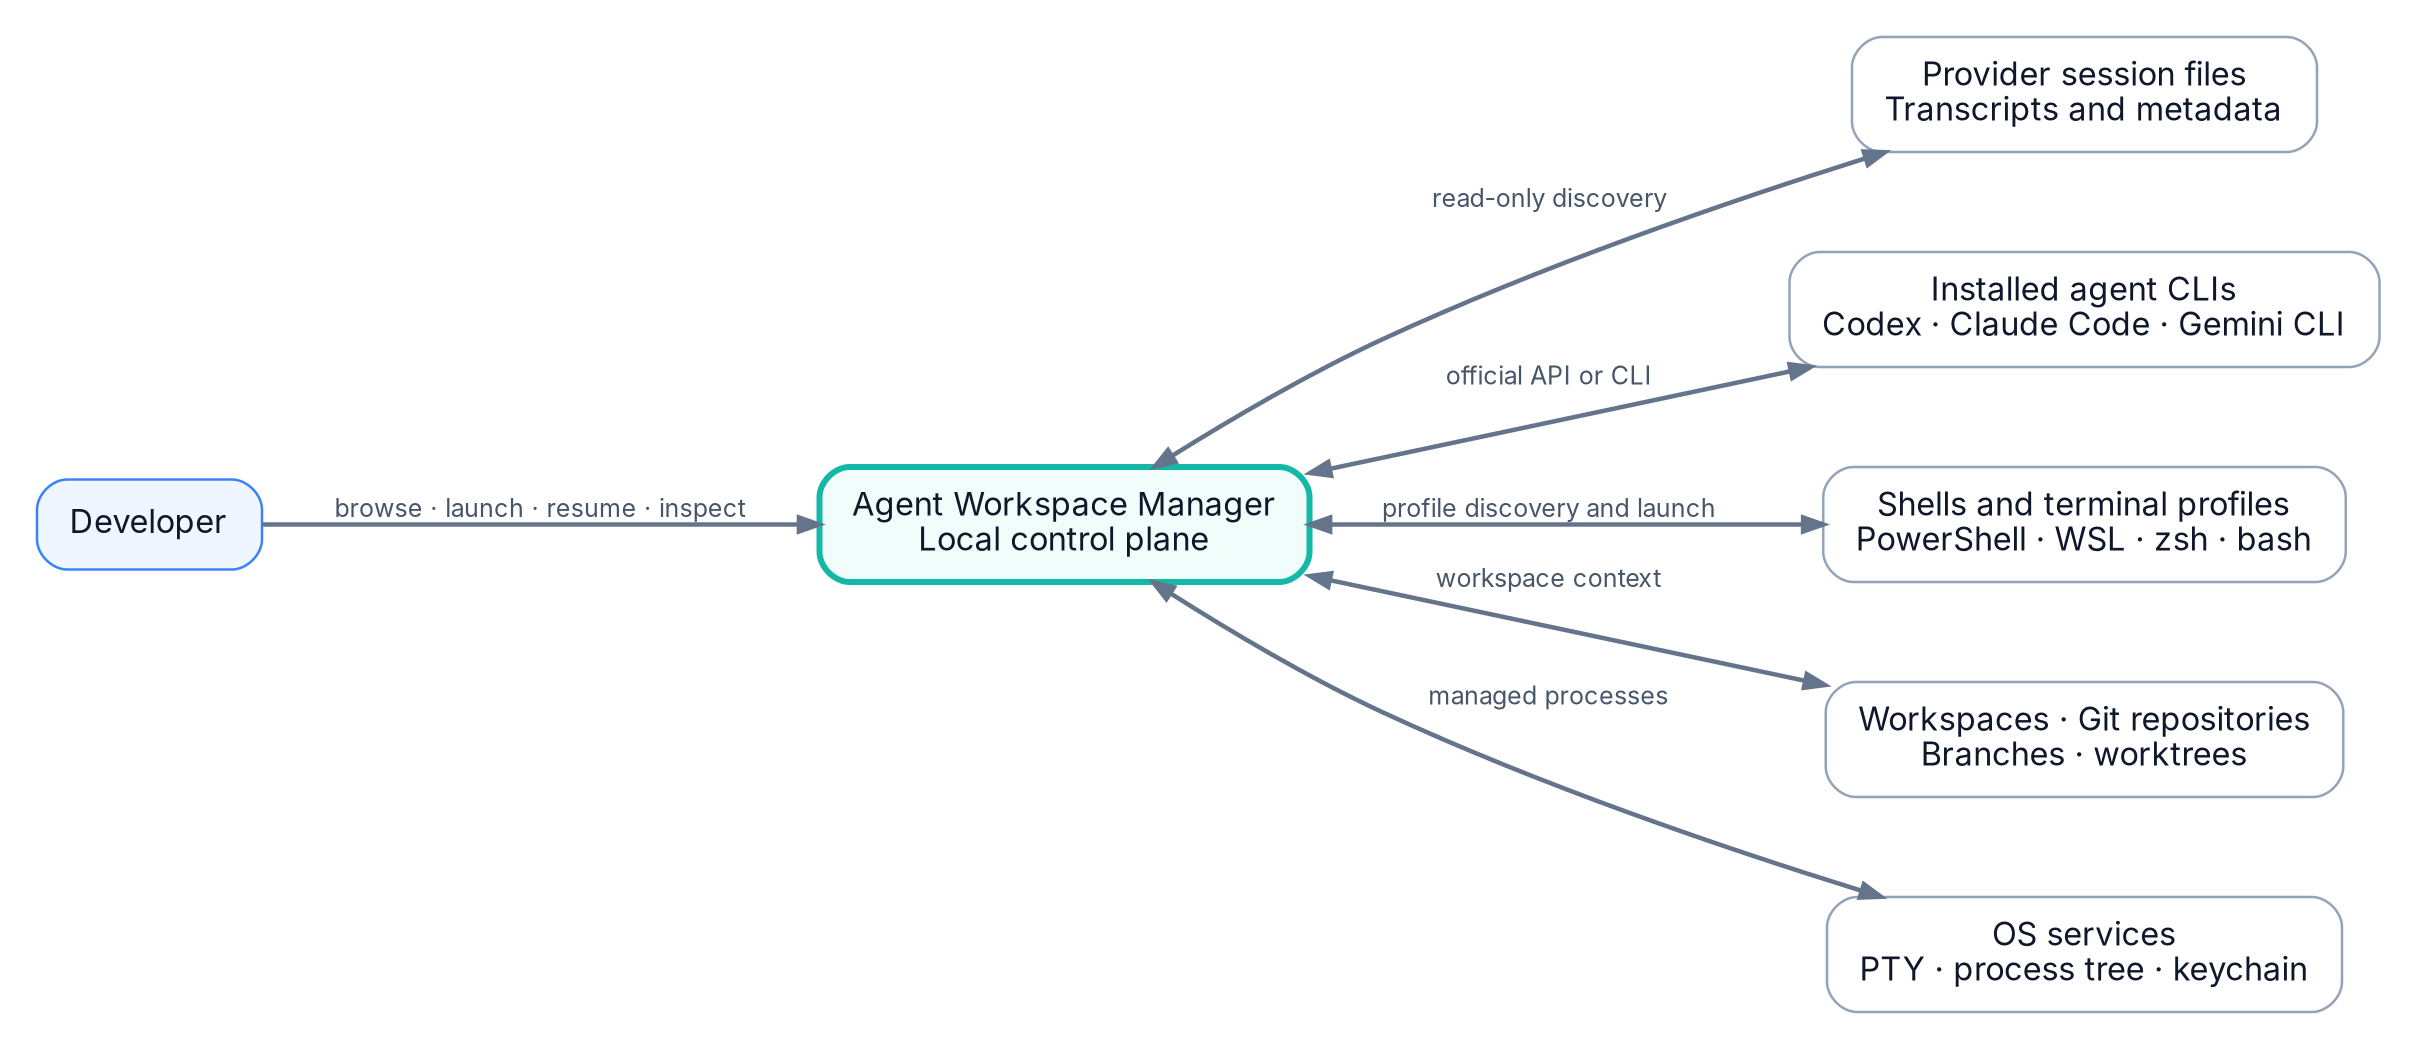 Provider session files
Transcripts and metadata
read-only discovery
Installed agent CLIs
Codex · Claude Code · Gemini CLI
official API or CLI
Developer
browse · launch · resume · inspect
Agent Workspace Manager
Local control plane
profile discovery and launch
Shells and terminal profiles
PowerShell · WSL · zsh · bash
workspace context
Workspaces · Git repositories
Branches · worktrees
managed processes
OS services
PTY · process tree · keychain